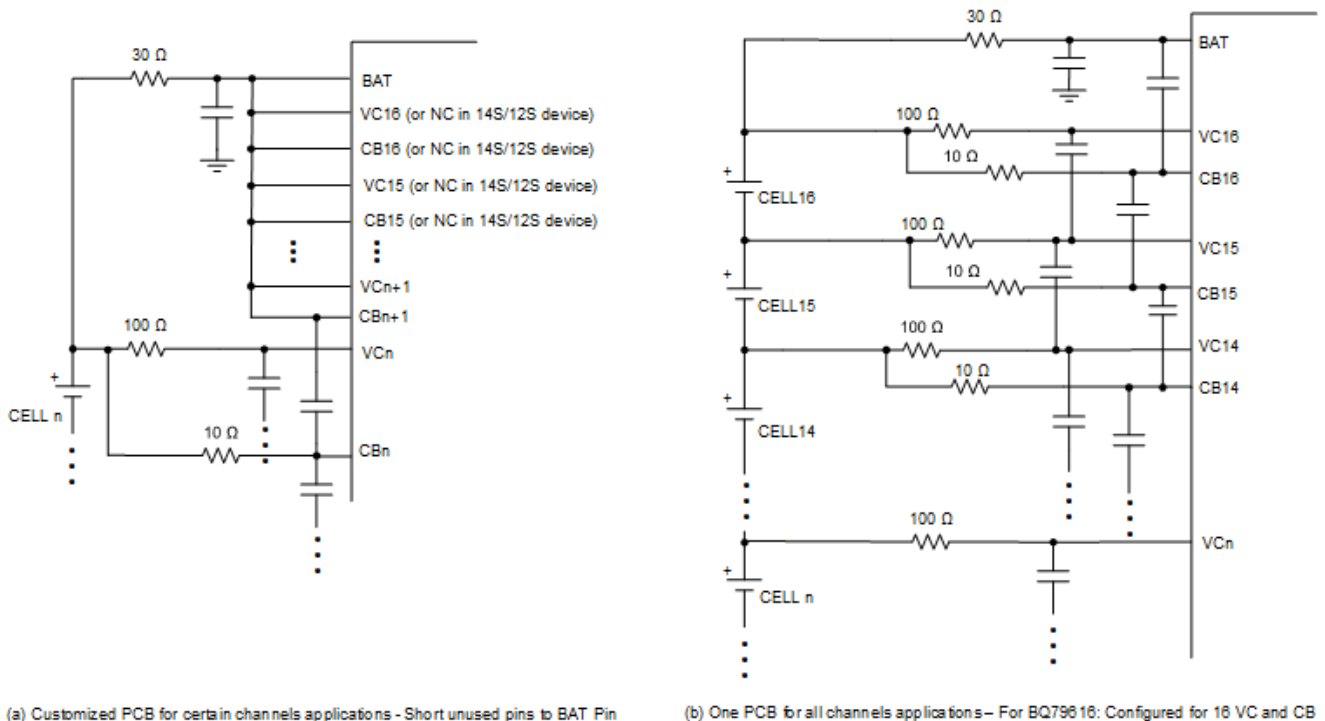 30 Ω
BAT
VC16 (or NC in 14S/12S device)
CB16 (or NC in 14S/12S device)
VC15 (or NC in 14S/12S device)
CB15 (or NC in 14S/12S device)
VCn+1
CBn+1
100 Ω
VCn
+
CELL n
10 Ω
CBn
(a) Customized PCB for certain channels applications - Short unused pins to BAT Pin
30 Ω
BAT
100 Ω
VC16
10 Ω
CB16
+
CELL16
100 Ω
VC15
10 Ω
CB15
+
CELL15
100 Ω
VC14
10 Ω
CB14
+
CELL14
100 Ω
VCn
+
CELL n
(b) One PCB for all channels applications – For BQ79616: Configured for 16 VC and CB